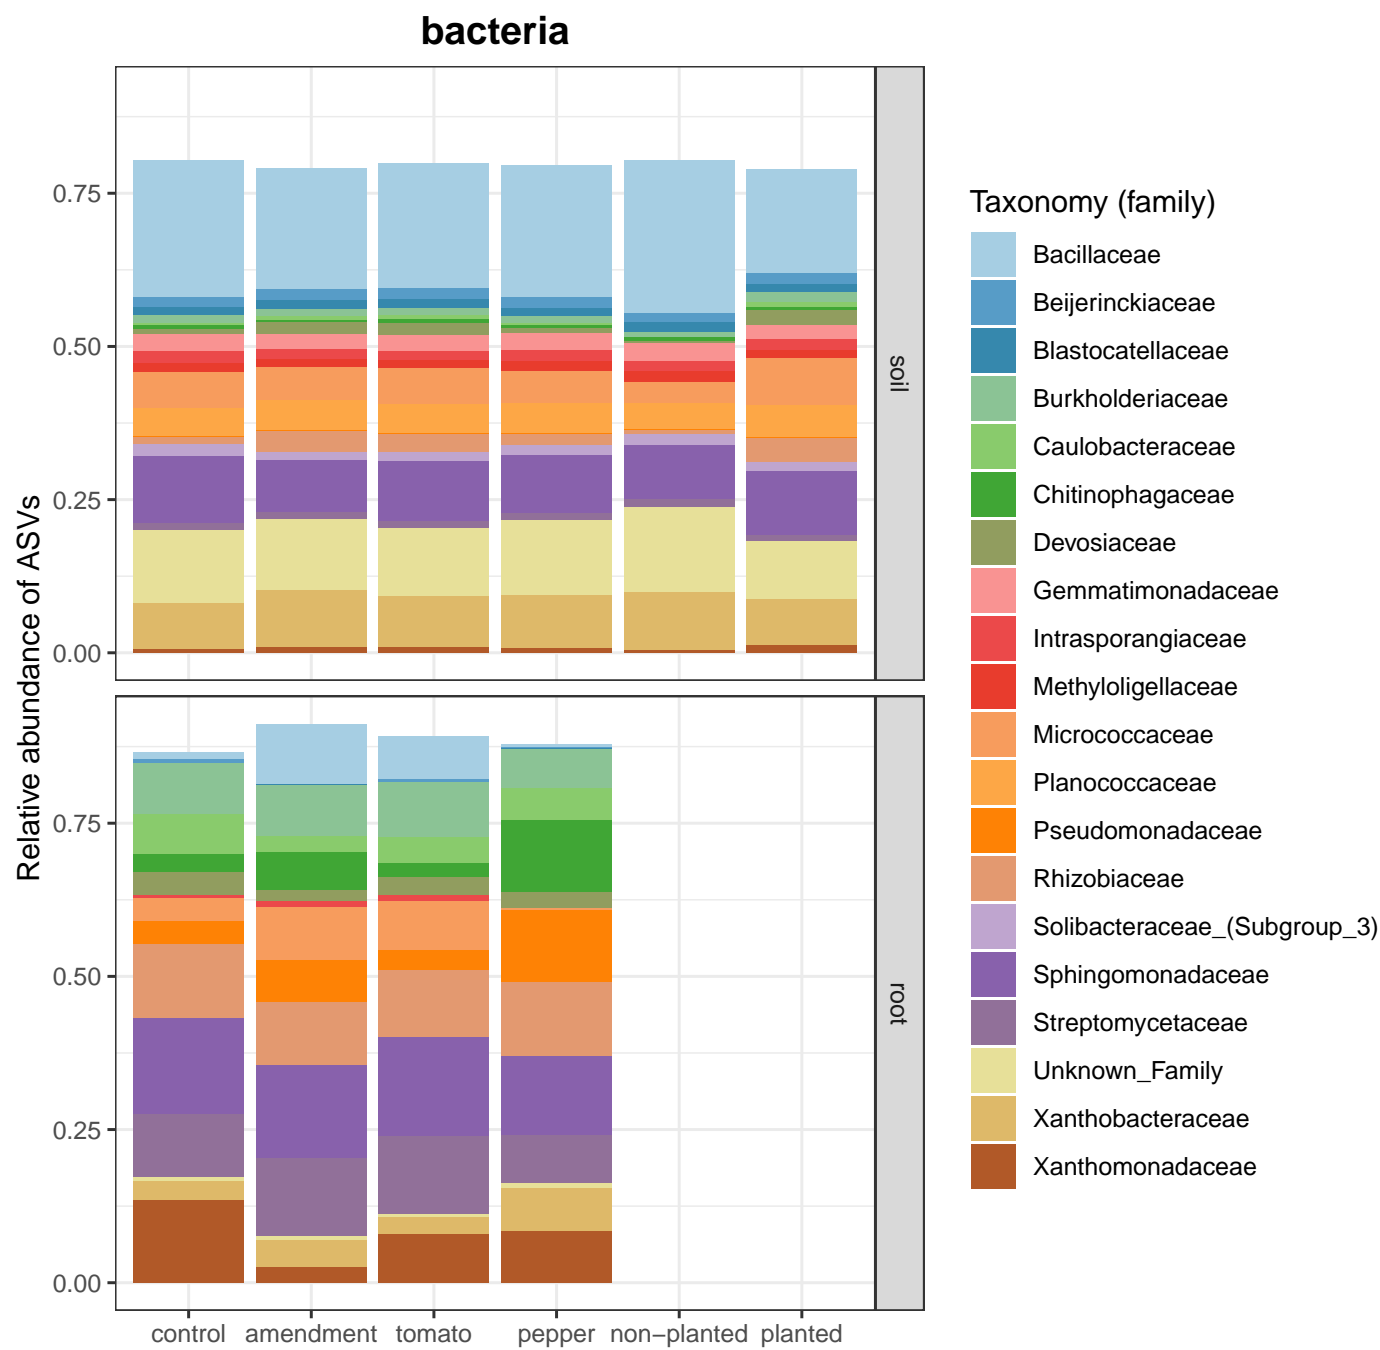 bacteria
Relative abundance of ASVs
0.75
0.50
0.25
0.00
soil
0.75
0.50
0.25
0.00
root
control amendment tomato pepper non−planted planted
Taxonomy (family)
Bacillaceae
Beijerinckiaceae
Blastocatellaceae
Burkholderiaceae
Caulobacteraceae
Chitinophagaceae
Devosiaceae
Gemmatimonadaceae
Intrasporangiaceae
Methyloligellaceae
Micrococcaceae
Planococcaceae
Pseudomonadaceae
Rhizobiaceae
Solibacteraceae_(Subgroup_3)
Sphingomonadaceae
Streptomycetaceae
Unknown_Family
Xanthobacteraceae
Xanthomonadaceae